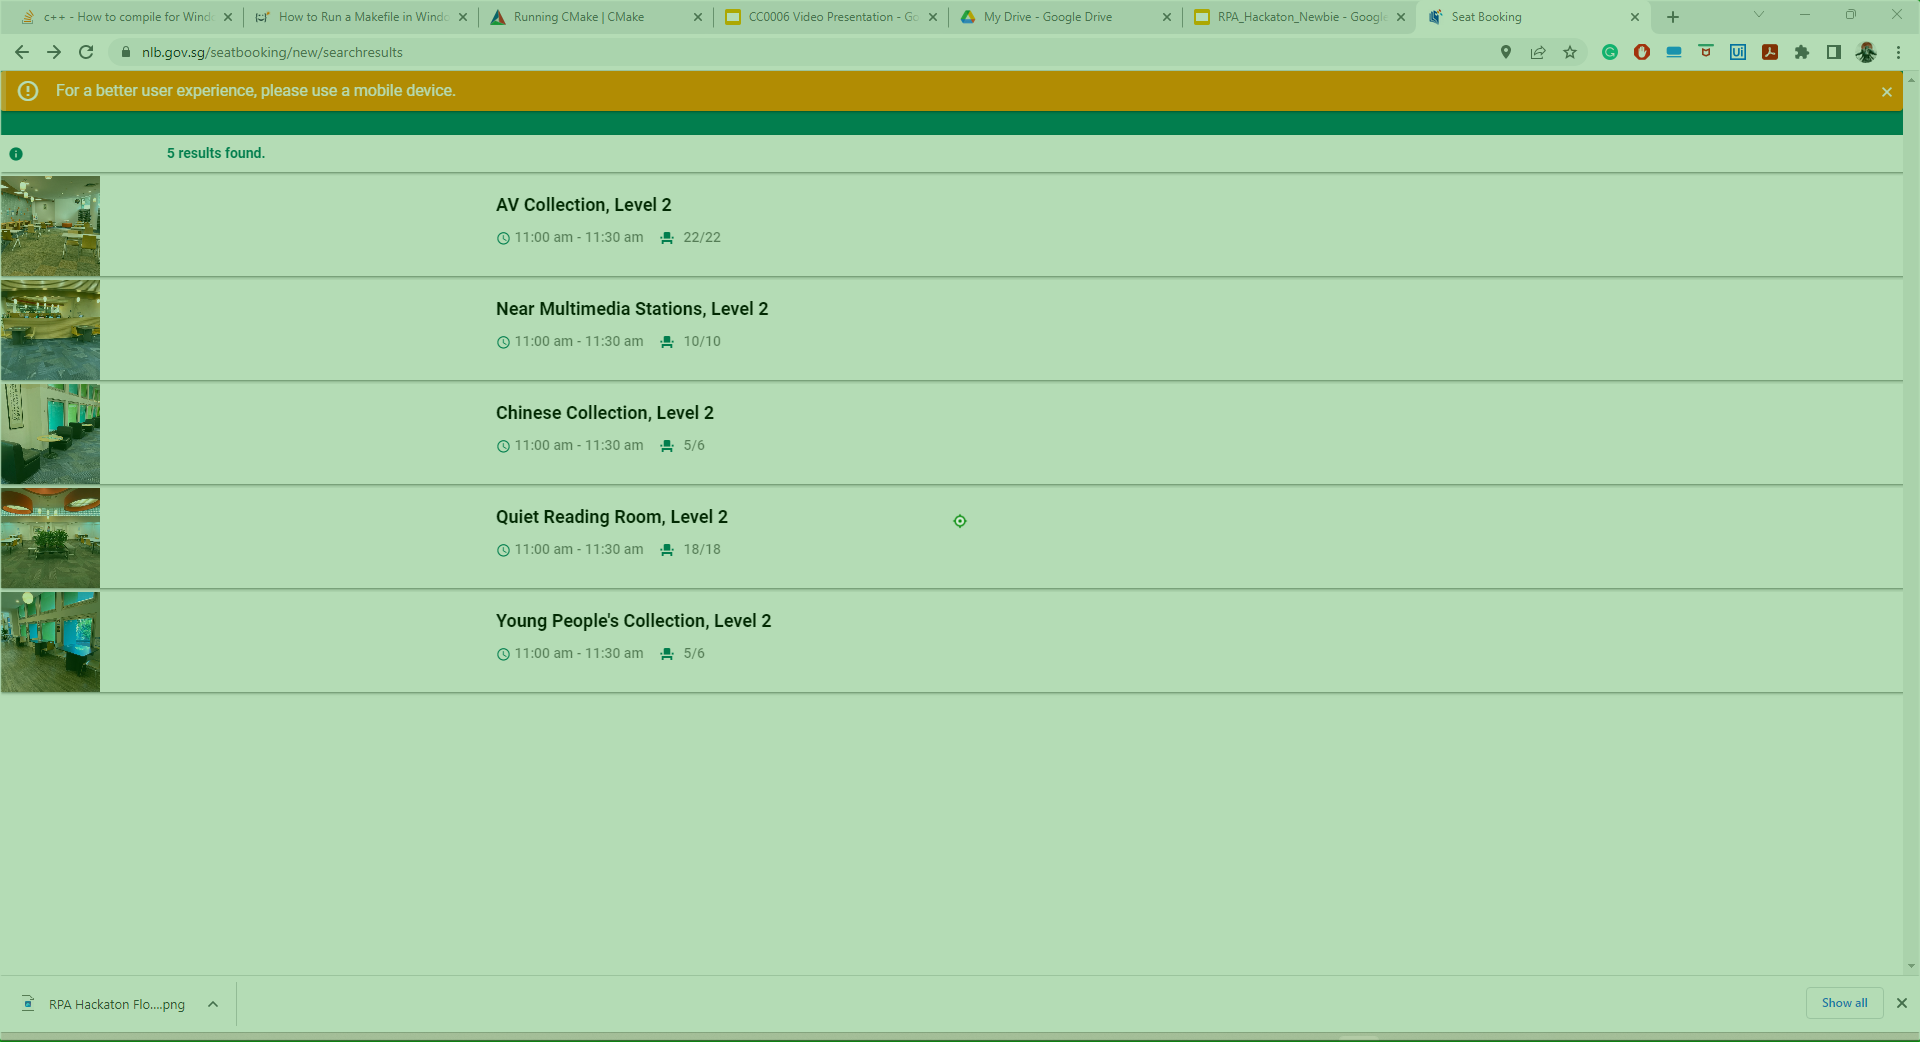 c++ - How to compile for Wind
How to Run a Makefile in Windo
Running CMake | CMake
CC0006 Video Presentation - Go
My Drive - Google Drive
RPA_Hackaton_Newbie - Google
Seat Booking
nlb.gov.sg/seatbooking/new/searchresults
For a better user experience, please use a mobile device.
5 results found.
AV Collection, Level 2
11:00 am - 11:30 am 22/22
Near Multimedia Stations, Level 2
11:00 am - 11:30 am 10/10
Chinese Collection, Level 2
11:00 am - 11:30 am 5/6
Quiet Reading Room, Level 2
11:00 am - 11:30 am 18/18
Young People's Collection, Level 2
11:00 am - 11:30 am 5/6
RPA Hackaton Flo....png
Show all